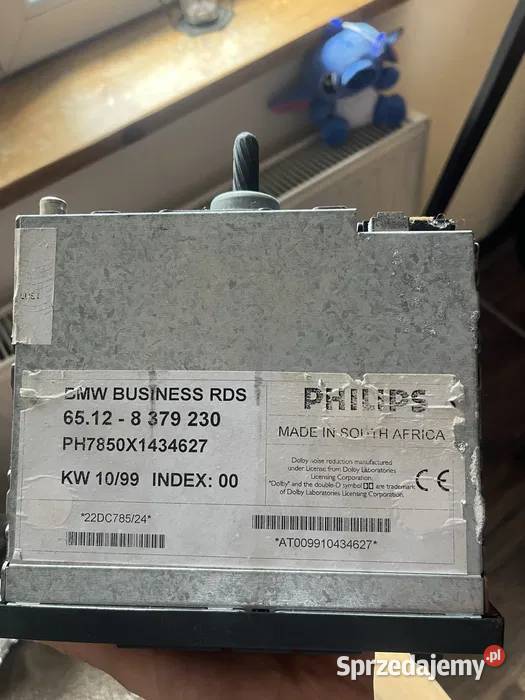 BMW BUSINESS RDS
65.12 - 8 379 230
PH7850X1434627
KW 10/99 INDEX: 00
*22DC785/24*
PHILIPS
MADE IN SOUTH AFRICA
Dolby noise reduction manufactured
under License from Dolby Laboratories
Licensing Corporation.
"Dolby" and the double-D symbol are trademark
of Dolby Laboratories Licensing Corporation.
CE
*AT009910434627*
Sprzedajemy.pl